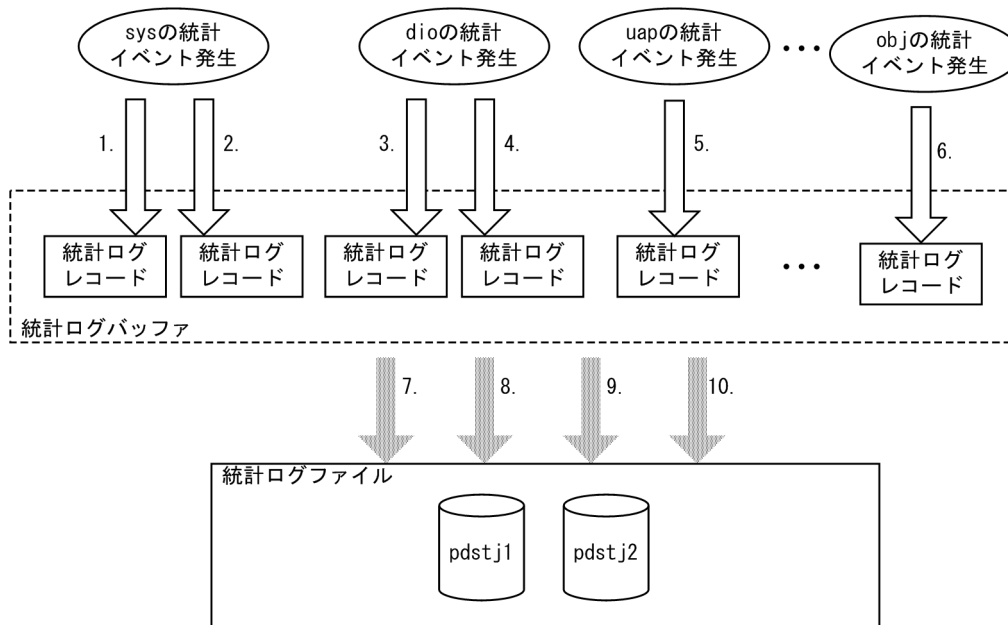 sysの統計
イベント発生
dioの統計
イベント発生
uapの統計
イベント発生
•••
objの統計
イベント発生
1.
2.
3.
4.
5.
6.
統計ログ
レコード
統計ログ
レコード
統計ログ
レコード
統計ログ
レコード
統計ログ
レコード
•••
統計ログ
レコード
統計ログバッファ
7.
8.
9.
10.
統計ログファイル
pdstj1
pdstj2